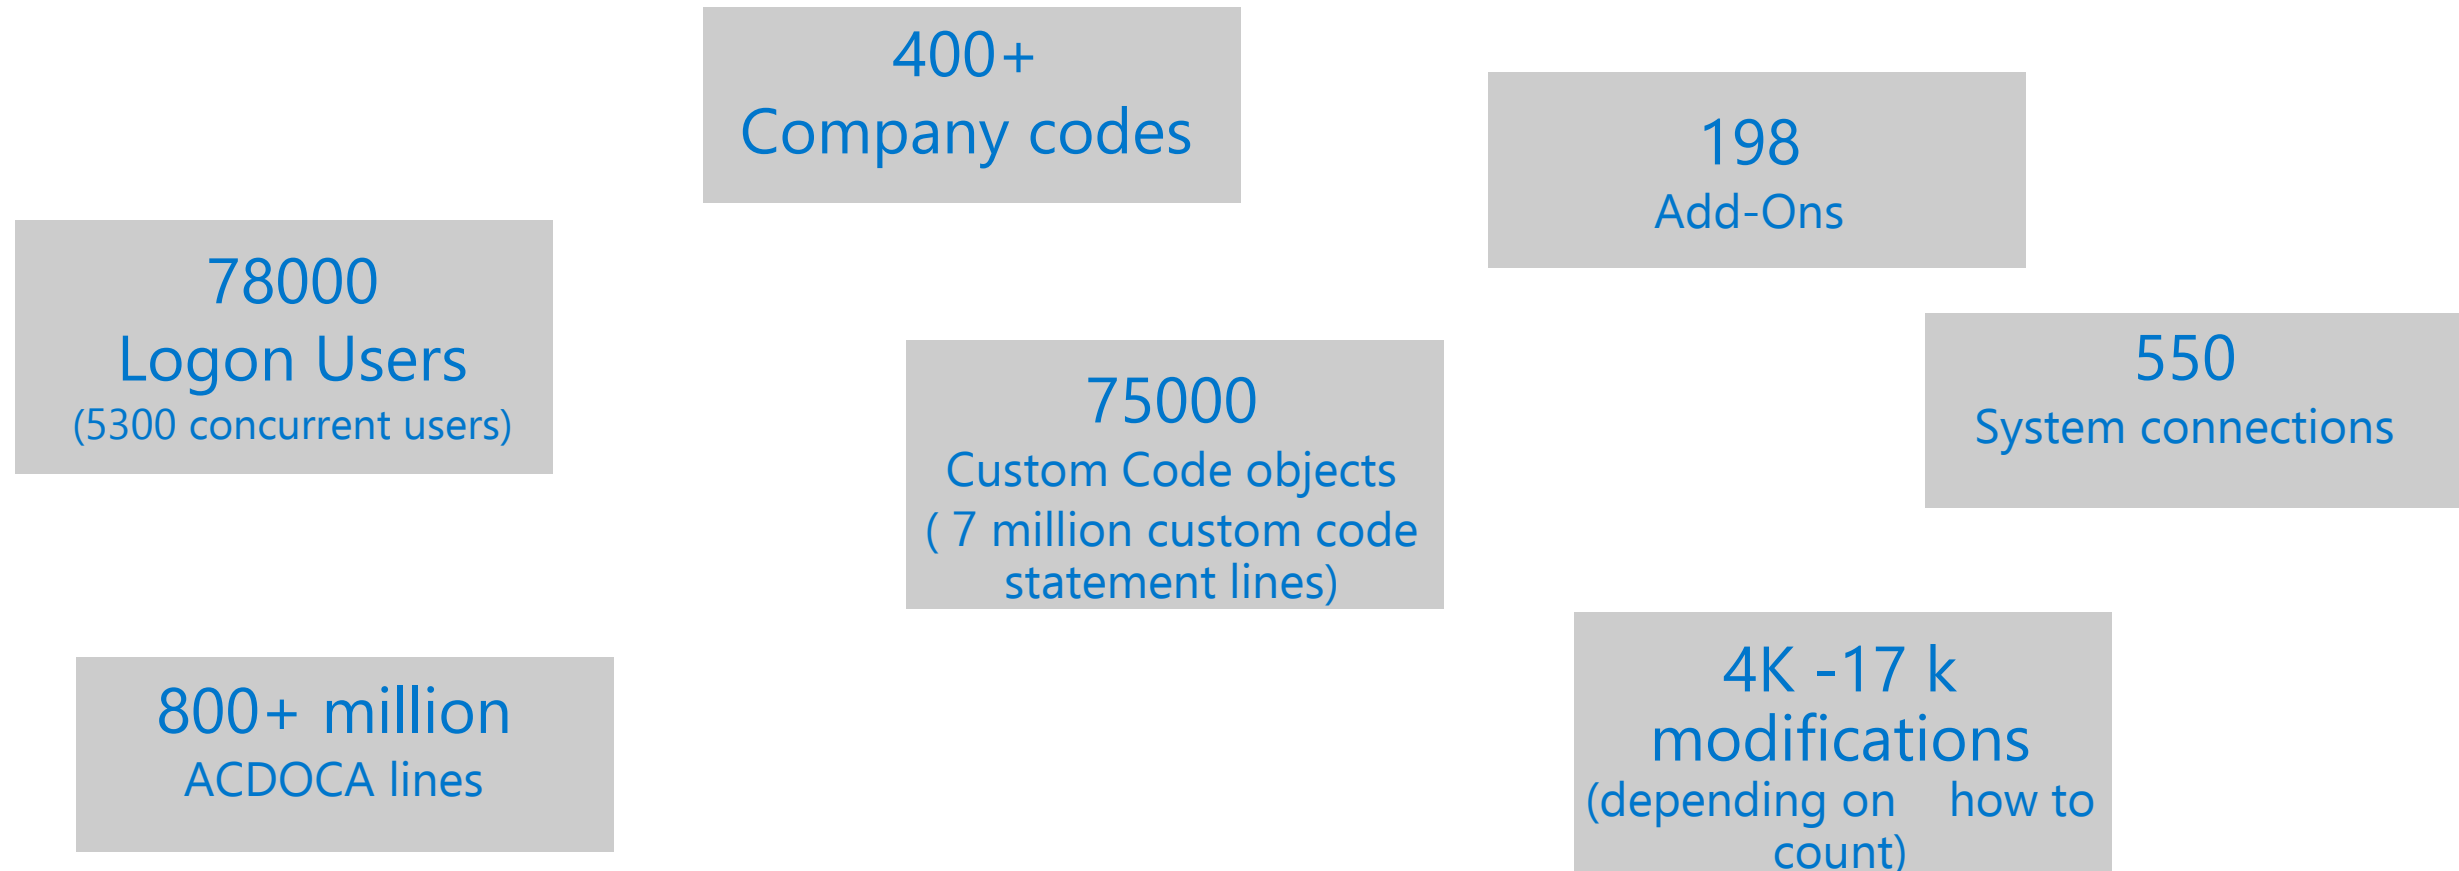 400+
Company codes
198
Add-Ons
78000
Logon Users
(5300 concurrent users)
550
System connections
75000
Custom Code objects
( 7 million custom code
statement lines)
4K -17 k
modifications
(depending on    how to
count)
800+ million
ACDOCA lines